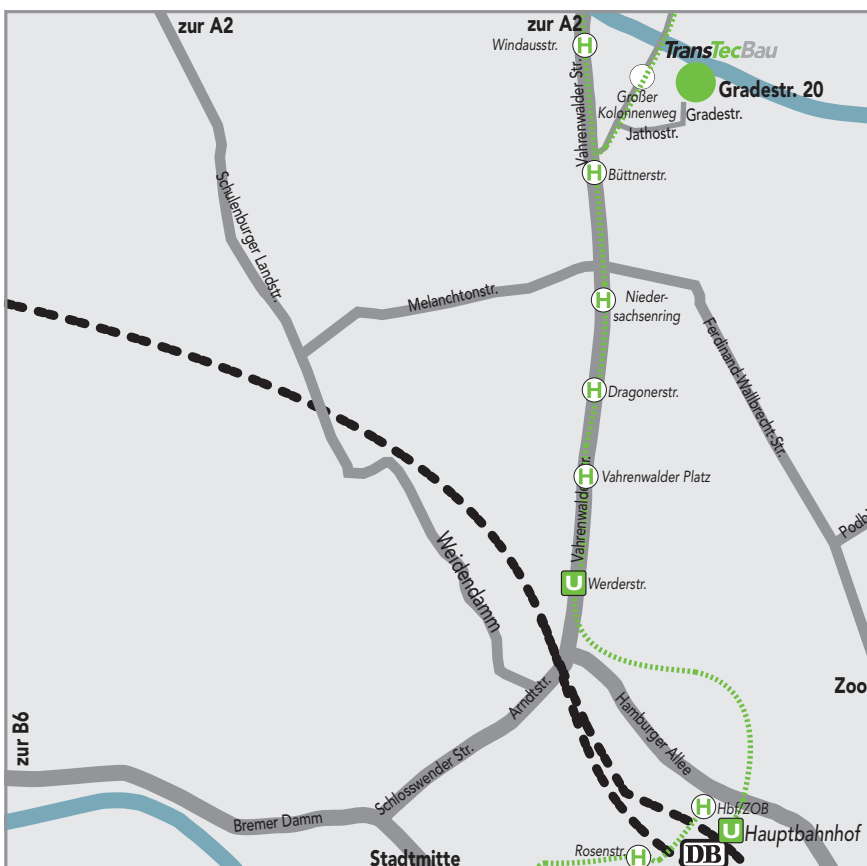 zur A2
zur A2
Windausstr.
H
TransTecBau
Vahrenwalder Str.
Großer
Kolonnenweg
Gradestr. 20
Gradestr.
Jathostr.
H
Büttnerstr.
Schulenburger Landstr.
Melanchtonstr.
H
Nieder-
sachsenring
Ferdinand-Wallbrecht-Str.
H
Dragonerstr.
H
Vahrenwalder Platz
Vahrenwalder Str.
Podbi
Weidendamm
U
Werderstr.
Arndtstr.
Zoo
Hamburger Allee
zur B6
Schlosswender Str.
Bremer Damm
H
Hbf/ZOB
U
Hauptbahnhof
Rosenstr.
H
DB
Stadtmitte